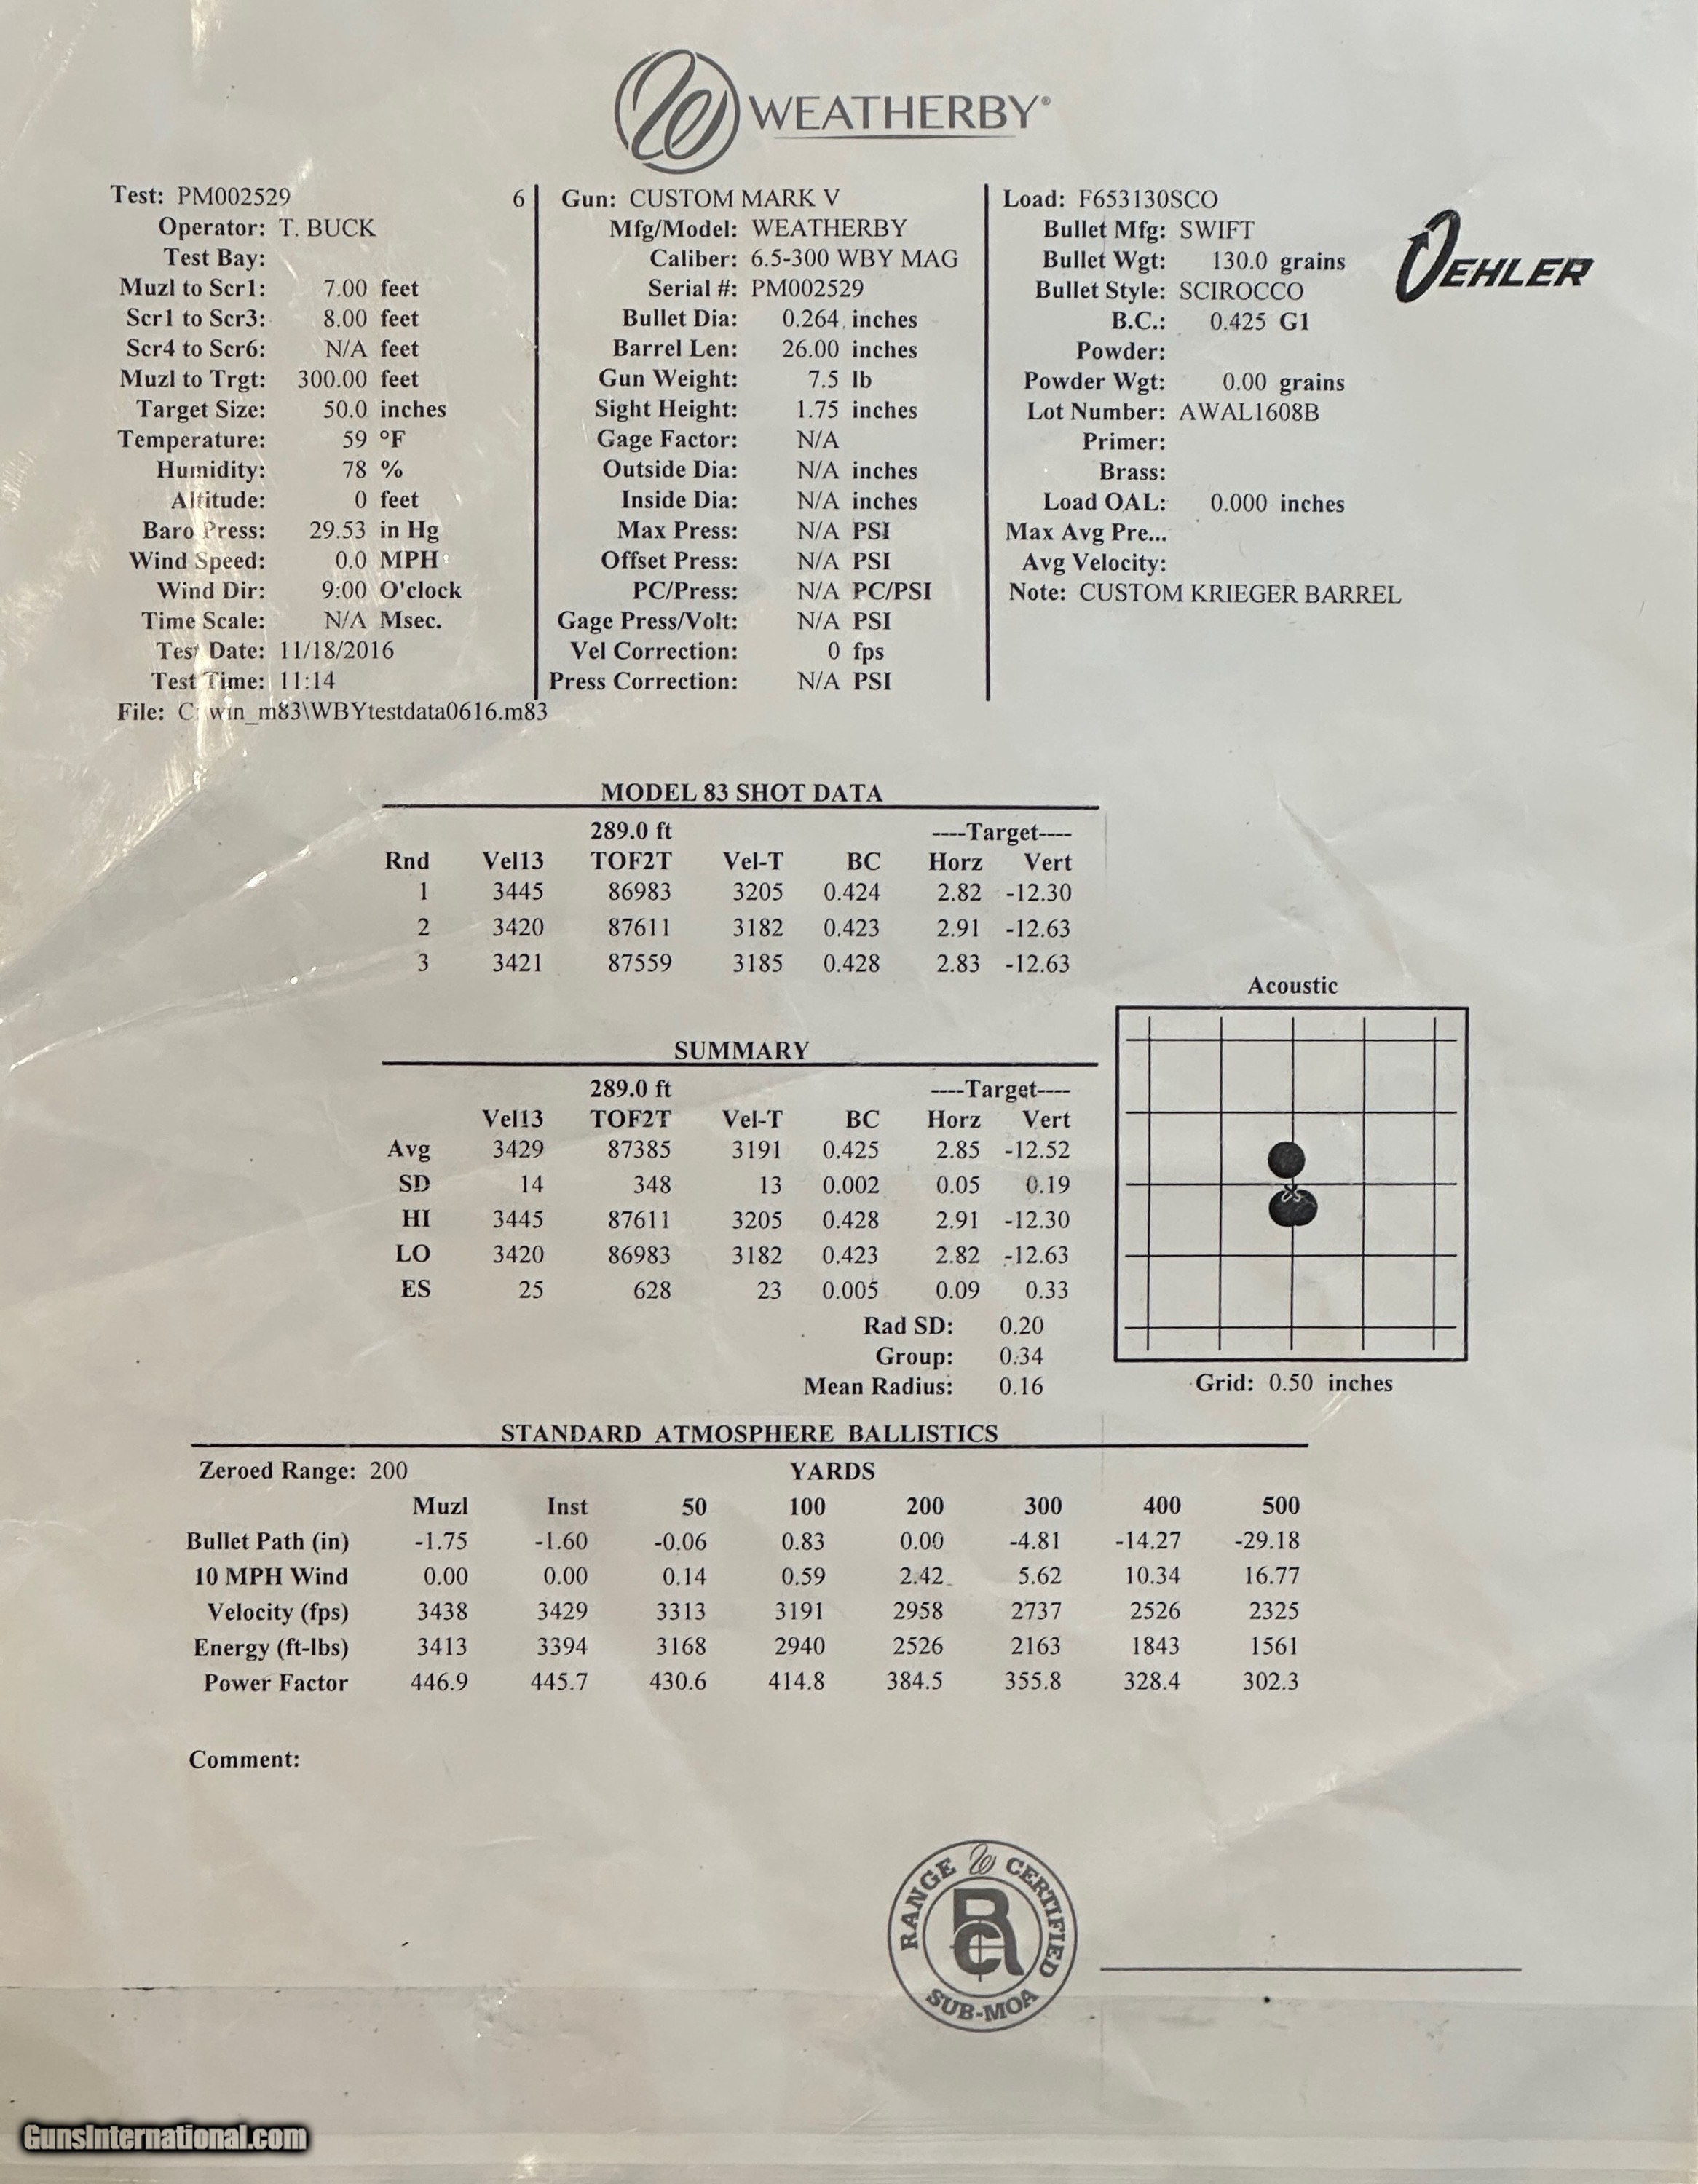 WEATHERBY®
Test: PM002529 6
Operator: T. BUCK
Test Bay:
Muzl to Scr1: 7.00 feet
Scr1 to Scr3: 8.00 feet
Scr4 to Scr6: N/A feet
Muzl to Trgt: 300.00 feet
Target Size: 50.0 inches
Temperature: 59 °F
Humidity: 78 %
Altitude: 0 feet
Baro Press: 29.53 in Hg
Wind Speed: 0.0 MPH
Wind Dir: 9:00 O'clock
Time Scale: N/A Msec.
Test Date: 11/18/2016
Test Time: 11:14
File: C:\win_m83\WBYtestdata0616.m83
Gun: CUSTOM MARK V
Mfg/Model: WEATHERBY
Caliber: 6.5-300 WBY MAG
Serial #: PM002529
Bullet Dia: 0.264 inches
Barrel Len: 26.00 inches
Gun Weight: 7.5 lb
Sight Height: 1.75 inches
Gage Factor: N/A
Outside Dia: N/A inches
Inside Dia: N/A inches
Max Press: N/A PSI
Offset Press: N/A PSI
PC/Press: N/A PC/PSI
Gage Press/Volt: N/A PSI
Vel Correction: 0 fps
Press Correction: N/A PSI
Load: F653130SCO
Bullet Mfg: SWIFT
Bullet Wgt: 130.0 grains
Bullet Style: SCIROCCO
B.C.: 0.425 G1
Powder:
Powder Wgt: 0.00 grains
Lot Number: AWAL1608B
Primer:
Brass:
Load OAL: 0.000 inches
Max Avg Pre...
Avg Velocity:
Note: CUSTOM KRIEGER BARREL
OEHLER
MODEL 83 SHOT DATA
289.0 ft ----Target----
Rnd Vel13 TOF2T Vel-T BC Horz Vert
1 3445 86983 3205 0.424 2.82 -12.30
2 3420 87611 3182 0.423 2.91 -12.63
3 3421 87559 3185 0.428 2.83 -12.63
Acoustic
Grid: 0.50 inches
SUMMARY
289.0 ft ----Target----
Vel13 TOF2T Vel-T BC Horz Vert
Avg 3429 87385 3191 0.425 2.85 -12.52
SD 14 348 13 0.002 0.05 0.19
HI 3445 87611 3205 0.428 2.91 -12.30
LO 3420 86983 3182 0.423 2.82 -12.63
ES 25 628 23 0.005 0.09 0.33
Rad SD: 0.20
Group: 0.34
Mean Radius: 0.16
STANDARD ATMOSPHERE BALLISTICS
Zeroed Range: 200 YARDS
Muzl Inst 50 100 200 300 400 500
Bullet Path (in) -1.75 -1.60 -0.06 0.83 0.00 -4.81 -14.27 -29.18
10 MPH Wind 0.00 0.00 0.14 0.59 2.42 5.62 10.34 16.77
Velocity (fps) 3438 3429 3313 3191 2958 2737 2526 2325
Energy (ft-lbs) 3413 3394 3168 2940 2526 2163 1843 1561
Power Factor 446.9 445.7 430.6 414.8 384.5 355.8 328.4 302.3
Comment:
RANGE CERTIFIED
RC
SUB-MOA
GunsInternational.com